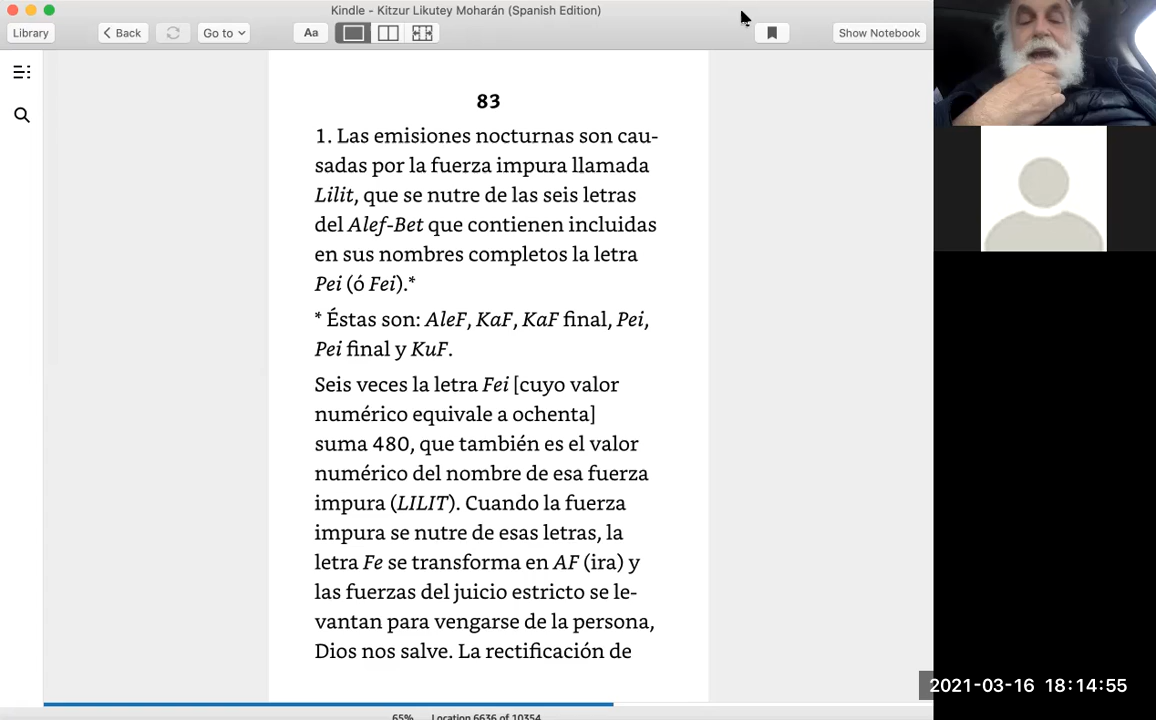 Kindle - Kitzur Likutey Moharán (Spanish Edition)
Library
Back
Go to
Aa
Show Notebook
83
1. Las emisiones nocturnas son cau-
sadas por la fuerza impura llamada
Lilit, que se nutre de las seis letras
del Alef-Bet que contienen incluidas
en sus nombres completos la letra
Pei (ó Fei).*
* Éstas son: AleF, KaF, KaF final, Pei,
Pei final y KuF.
Seis veces la letra Fei [cuyo valor
numérico equivale a ochenta]
suma 480, que también es el valor
numérico del nombre de esa fuerza
impura (LILIT). Cuando la fuerza
impura se nutre de esas letras, la
letra Fe se transforma en AF (ira) y
las fuerzas del juicio estricto se le-
vantan para vengarse de la persona,
Dios nos salve. La rectificación de
65% Location 6636 of 10354
2021-03-16 18:14:55